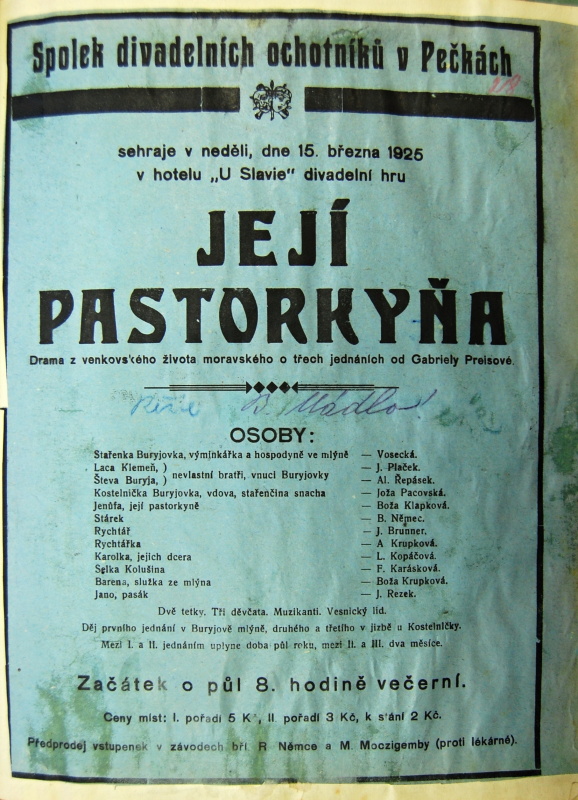 Spolek divadelních ochotníků v Pečkách
sehraje v neděli, dne 15. března 1925
v hotelu „U Slavie" divadelní hru
JEJÍ
PASTORKYŇA
Drama z venkovského života moravského o třech jednáních od Gabriely Preisové.
Režie B. Mádlo!
OSOBY:
Stařenka Buryjovka, výminkářka a hospodyně ve mlýně — Vosecká.
Laca Klemeň, ) — J. Plaček.
nevlastní bratři, vnuci Buryjovky
Števa Buryja, ) — Al. Řepásek.
Kostelnička Buryjovka, vdova, stařenčina snacha — Joža Pacovská.
Jenůfa, její pastorkyně — Boža Klapková.
Stárek — B. Němec.
Rychtář — J. Brunner.
Rychtářka — A Krupková.
Karolka, jejich dcera — L. Kopáčová.
Selka Kolušina — F. Karásková.
Barena, služka ze mlýna — Boža Krupková.
Jano, pasák — J. Rezek.
Dvě tetky. Tři děvčata. Muzikanti. Vesnický lid.
Děj prvního jednání v Buryjově mlýně, druhého a třetího v jizbě u Kostelničky.
Mezi I. a II. jednáním uplyne doba půl roku, mezi II. a III. dva měsíce.
Začátek o půl 8. hodině večerní.
Ceny míst: I. pořadí 5 K, II. pořadí 3 Kč, k stání 2 Kč.
Předprodej vstupenek v závodech bří. R. Němce a M. Moczigemby (proti lékárně).